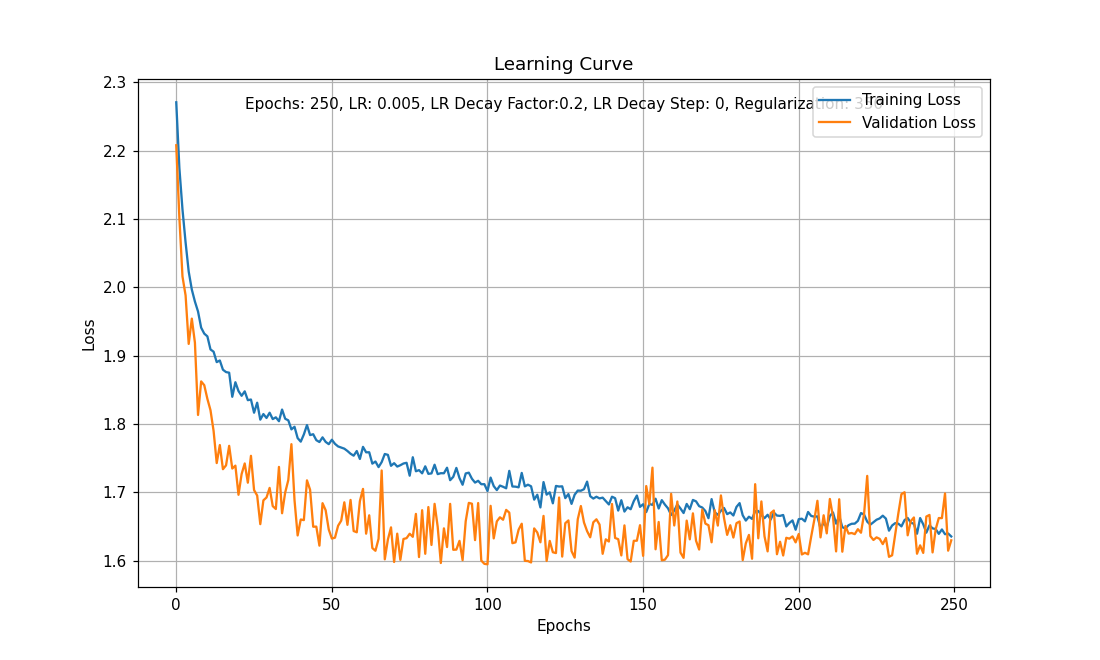 Learning Curve
Epochs: 250, LR: 0.005, LR Decay Factor:0.2, LR Decay Step: 0, Regularization:
Training Loss
Validation Loss
Loss
2.3
2.2
2.1
2.0
1.9
1.8
1.7
1.6
0 50 100 150 200 250
Epochs